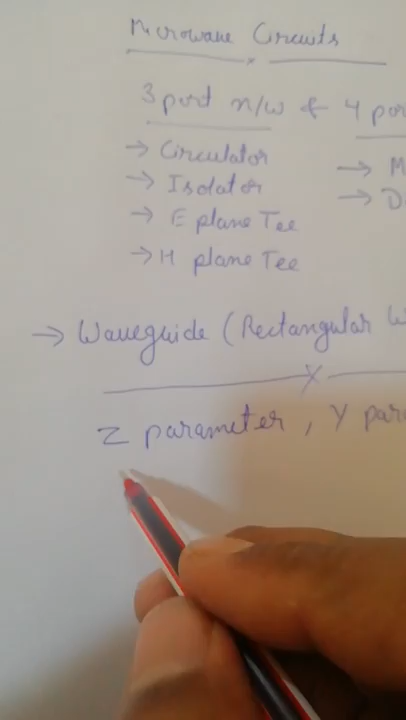 Microwave Circuits
3 port n/w & 4 por
→ Circulator
→ Isolator
→ E plane Tee
→ H plane Tee
→ M
→ D
→ Waveguide (Rectangular W
Z parameter, Y par